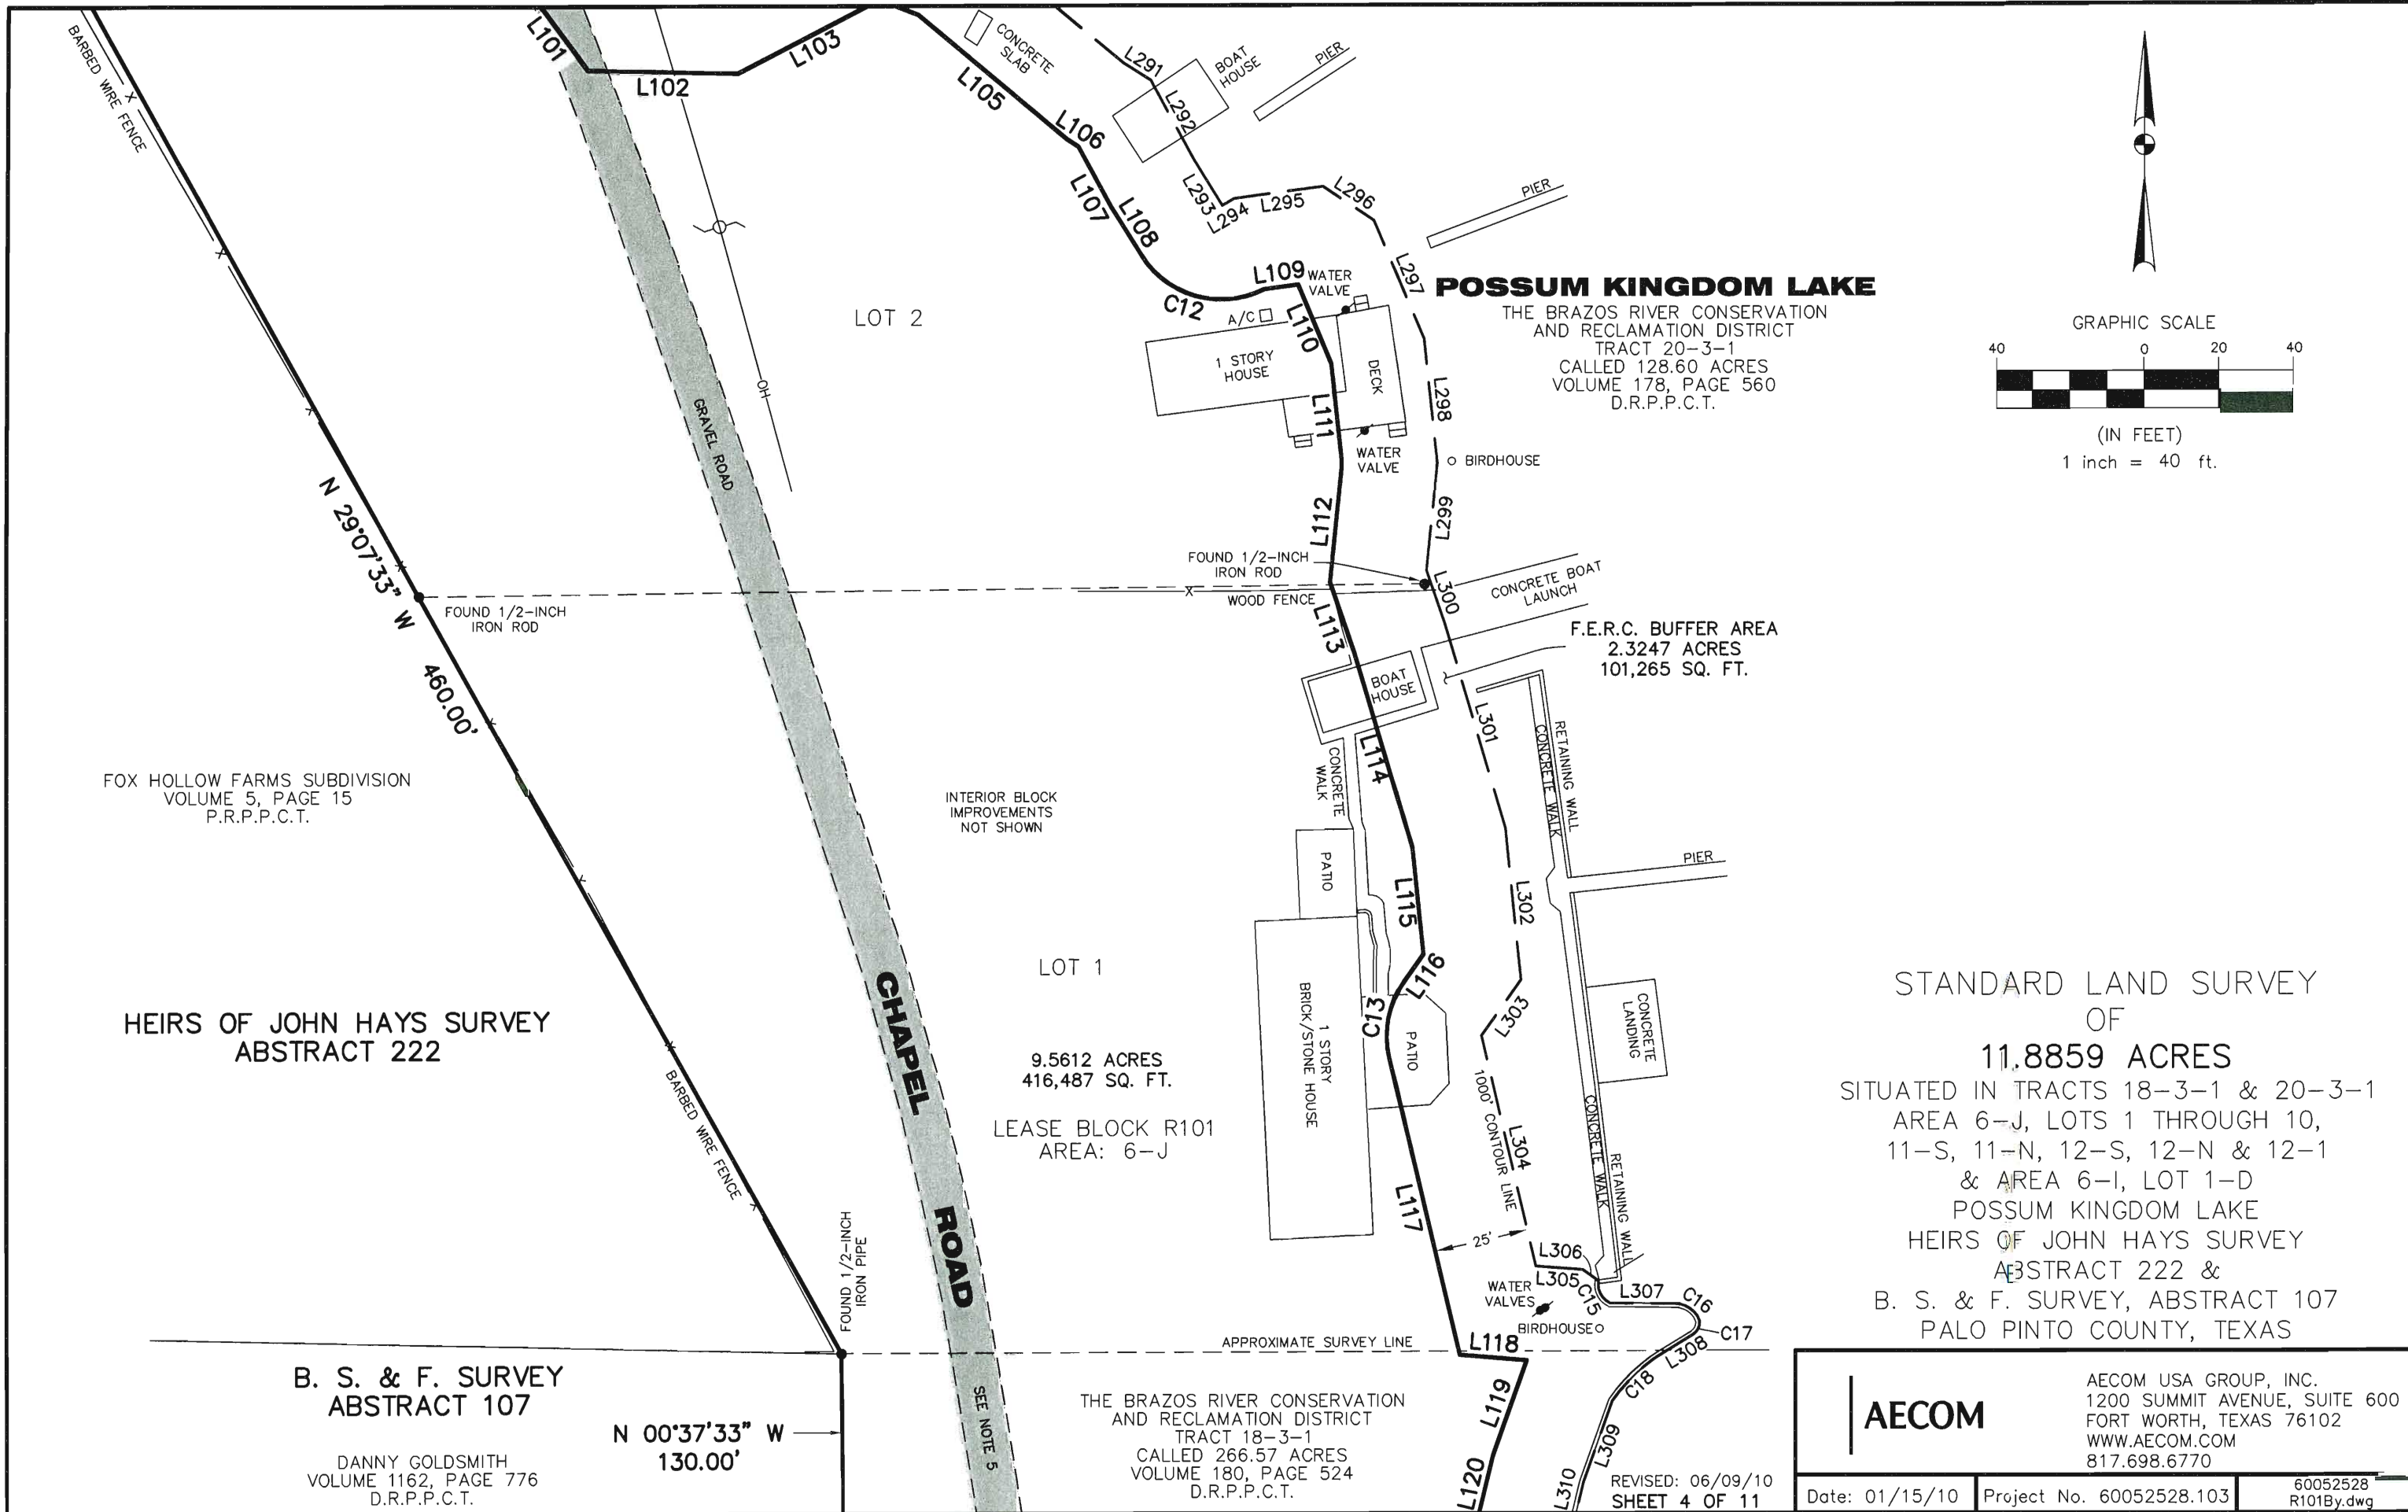 BARBED WIRE FENCE
L101
L102
L103
CONCRETE
SLAB
L105
L106
L107
L108
L291
BOAT
HOUSE
PIER
L292
L293
L294
L295
L296
PIER
L297
L109
WATER
VALVE
C12
A/C
L110
1 STORY
HOUSE
DECK
L111
WATER
VALVE
L298
BIRDHOUSE
L299
L112
LOT 2
OH
GRAVEL ROAD
POSSUM KINGDOM LAKE
THE BRAZOS RIVER CONSERVATION
AND RECLAMATION DISTRICT
TRACT 20-3-1
CALLED 128.60 ACRES
VOLUME 178, PAGE 560
D.R.P.P.C.T.
GRAPHIC SCALE
40 0 20 40
(IN FEET)
1 inch = 40 ft.
N 29°07'33" W 460.00'
FOUND 1/2-INCH
IRON ROD
FOUND 1/2-INCH
IRON ROD
X
WOOD FENCE
L300
CONCRETE BOAT
LAUNCH
L113
F.E.R.C. BUFFER AREA
2.3247 ACRES
101,265 SQ. FT.
BOAT
HOUSE
L301
L114
CONCRETE
WALK
RETAINING WALL
CONCRETE WALK
FOX HOLLOW FARMS SUBDIVISION
VOLUME 5, PAGE 15
P.R.P.P.C.T.
INTERIOR BLOCK
IMPROVEMENTS
NOT SHOWN
PATIO
PIER
L115
L302
L116
L303
C13
PATIO
1 STORY
BRICK/STONE HOUSE
CONCRETE
LANDING
LOT 1
CHAPEL
ROAD
HEIRS OF JOHN HAYS SURVEY
ABSTRACT 222
9.5612 ACRES
416,487 SQ. FT.
LEASE BLOCK R101
AREA: 6-J
BARBED WIRE FENCE
1000' CONTOUR LINE
L304
CONCRETE WALK
RETAINING WALL
L117
25'
L306
L305
C15
L307
C16
C17
WATER
VALVES
BIRDHOUSE
L308
C18
L309
L310
FOUND 1/2-INCH
IRON PIPE
APPROXIMATE SURVEY LINE
L118
L119
L120
B. S. & F. SURVEY
ABSTRACT 107
N 00°37'33" W
130.00'
DANNY GOLDSMITH
VOLUME 1162, PAGE 776
D.R.P.P.C.T.
SEE NOTE 5
THE BRAZOS RIVER CONSERVATION
AND RECLAMATION DISTRICT
TRACT 18-3-1
CALLED 266.57 ACRES
VOLUME 180, PAGE 524
D.R.P.P.C.T.
STANDARD LAND SURVEY
OF
11.8859 ACRES
SITUATED IN TRACTS 18-3-1 & 20-3-1
AREA 6-J, LOTS 1 THROUGH 10,
11-S, 11-N, 12-S, 12-N & 12-1
& AREA 6-I, LOT 1-D
POSSUM KINGDOM LAKE
HEIRS OF JOHN HAYS SURVEY
ABSTRACT 222 &
B. S. & F. SURVEY, ABSTRACT 107
PALO PINTO COUNTY, TEXAS
REVISED: 06/09/10
SHEET 4 OF 11
AECOM
AECOM USA GROUP, INC.
1200 SUMMIT AVENUE, SUITE 600
FORT WORTH, TEXAS 76102
WWW.AECOM.COM
817.698.6770
Date: 01/15/10
Project No. 60052528.103
60052528
R101By.dwg